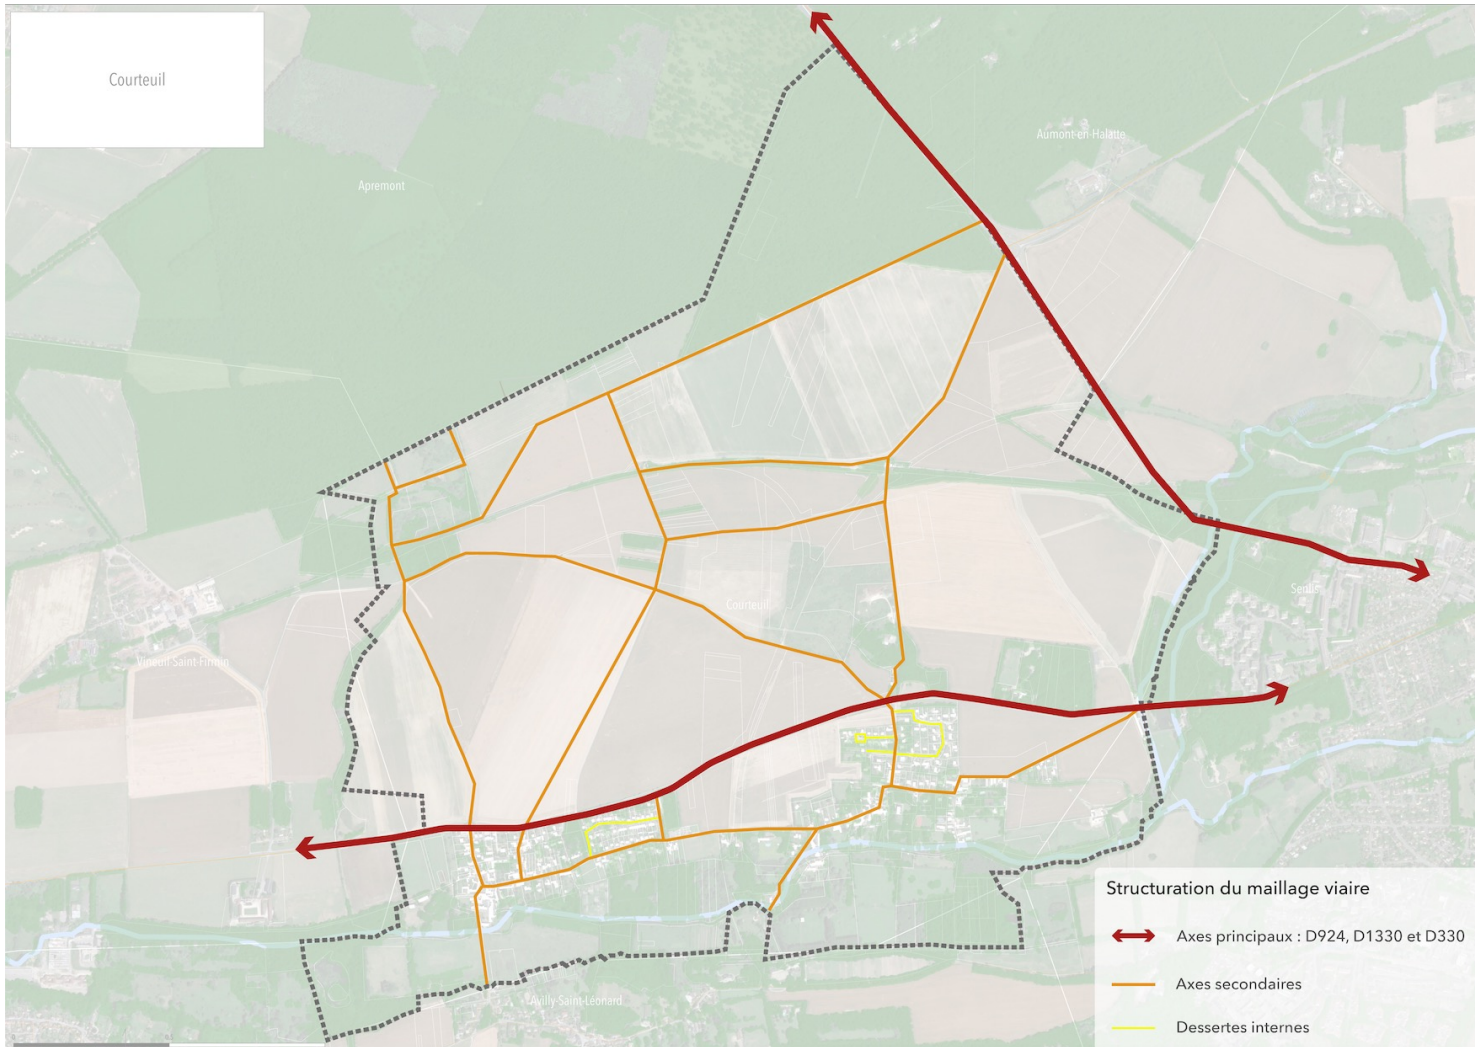 Courteuil
Aumont-en-Halatte
Apremont
Senlis
Courteuil
Vineuil-Saint-Firmin
Avilly-Saint-Léonard
Structuration du maillage viaire
Axes principaux : D924, D1330 et D330
Axes secondaires
Dessertes internes